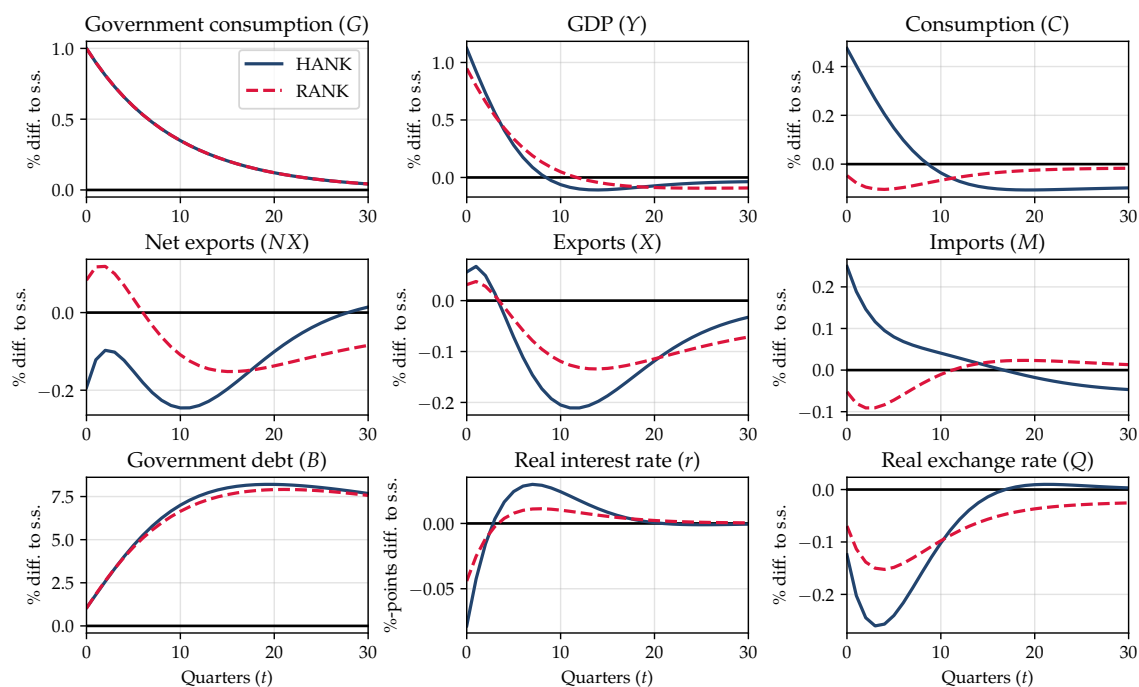 Government consumption (G)
GDP (Y)
Consumption (C)
% diff. to s.s.
1.0
0.5
0.0
HANK
RANK
0 10 20 30
% diff. to s.s.
1.0
0.5
0.0
0 10 20 30
% diff. to s.s.
0.4
0.2
0.0
0 10 20 30
Net exports (NX)
Exports (X)
Imports (M)
% diff. to s.s.
0.0
−0.2
0 10 20 30
% diff. to s.s.
0.0
−0.1
−0.2
0 10 20 30
% diff. to s.s.
0.2
0.1
0.0
−0.1
0 10 20 30
Government debt (B)
Real interest rate (r)
Real exchange rate (Q)
% diff. to s.s.
7.5
5.0
2.5
0.0
0 10 20 30
Quarters (t)
%-points diff. to s.s.
0.00
−0.05
0 10 20 30
Quarters (t)
% diff. to s.s.
0.0
−0.1
−0.2
0 10 20 30
Quarters (t)